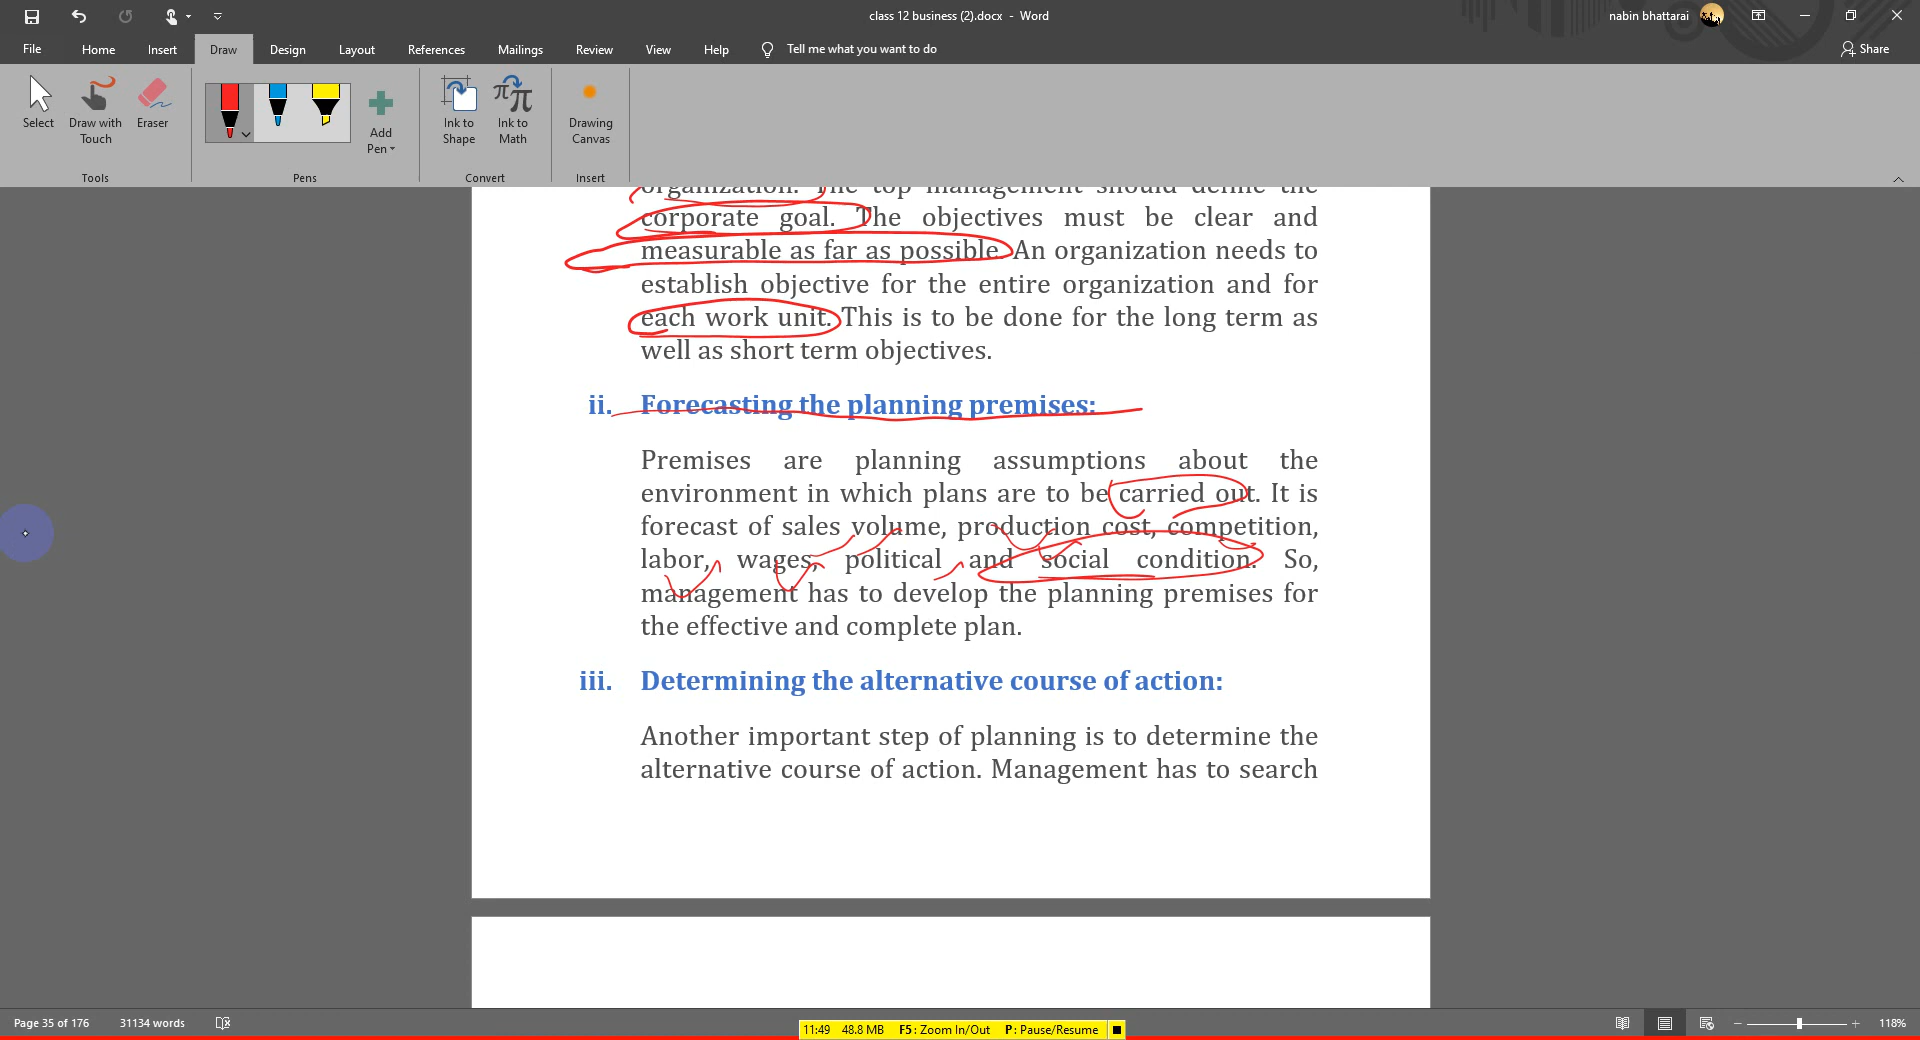 class 12 business (2).docx - Word
nabin bhattarai
File Home Insert Draw Design Layout References Mailings Review View Help Tell me what you want to do Share
Select
Draw with Touch
Eraser
Add Pen
Ink to Shape
Ink to Math
Drawing Canvas
Tools Pens Convert Insert
organization. The top management should define the
corporate goal. The objectives must be clear and
measurable as far as possible. An organization needs to
establish objective for the entire organization and for
each work unit. This is to be done for the long term as
well as short term objectives.
ii. Forecasting the planning premises:
Premises are planning assumptions about the
environment in which plans are to be carried out. It is
forecast of sales volume, production cost, competition,
labor, wages, political and social condition. So,
management has to develop the planning premises for
the effective and complete plan.
iii. Determining the alternative course of action:
Another important step of planning is to determine the
alternative course of action. Management has to search
Page 35 of 176 31134 words
11:49 48.8 MB F5: Zoom In/Out P: Pause/Resume
118%